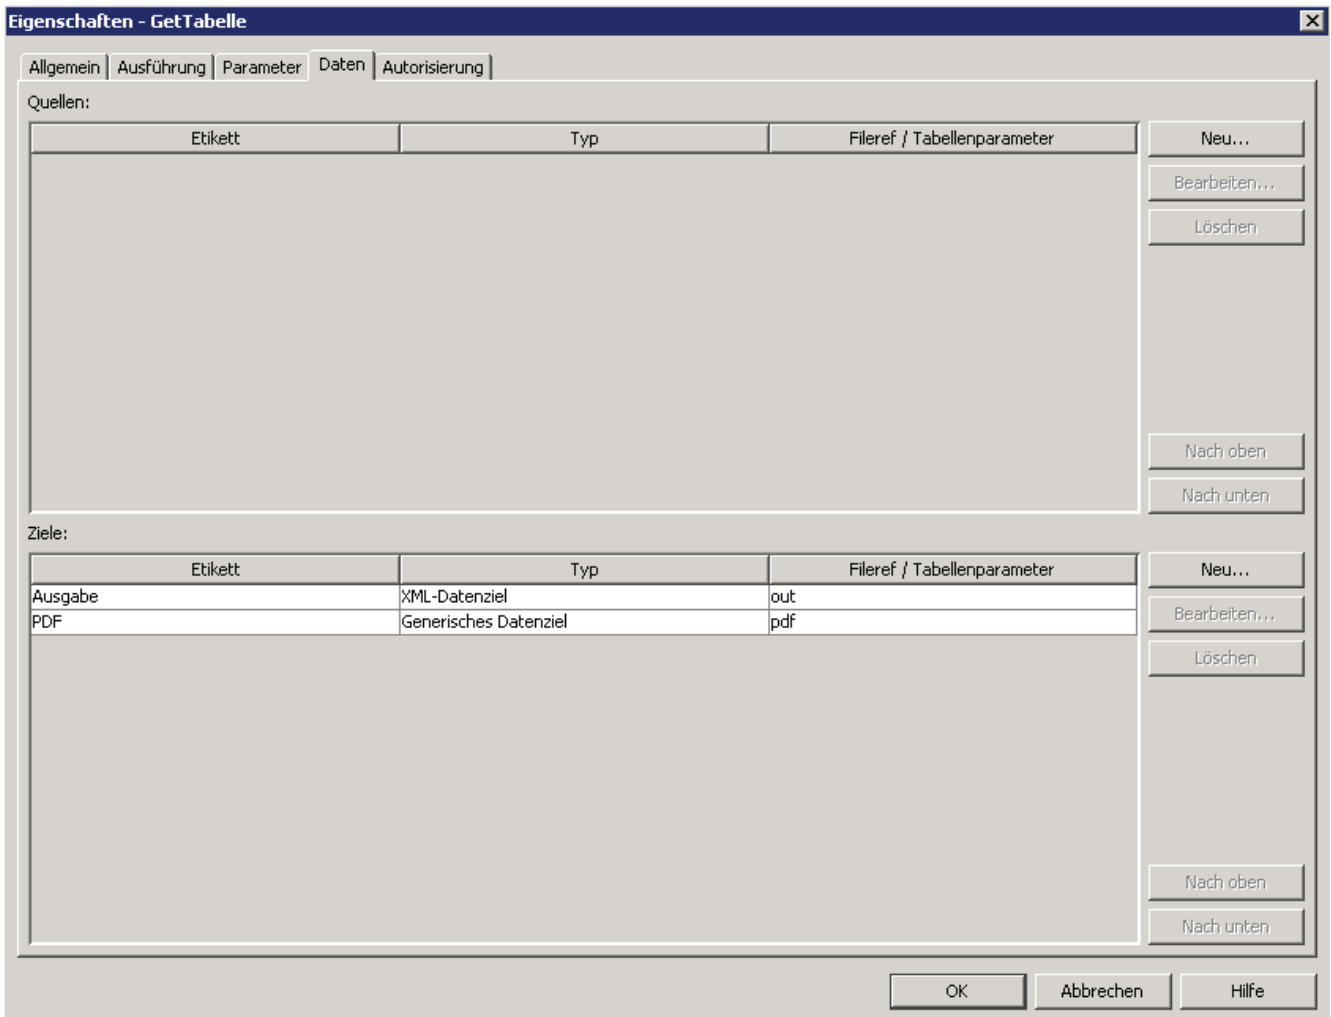 Eigenschaften - GetTabelle
Allgemein Ausführung Parameter Daten Autorisierung
Quellen:
Etikett Typ Fileref / Tabellenparameter Neu...
Bearbeiten...
Löschen
Nach oben
Nach unten
Ziele:
Etikett Typ Fileref / Tabellenparameter Neu...
Ausgabe XML-Datenziel out
Bearbeiten...
PDF Generisches Datenziel pdf
Löschen
Nach oben
Nach unten
OK Abbrechen Hilfe